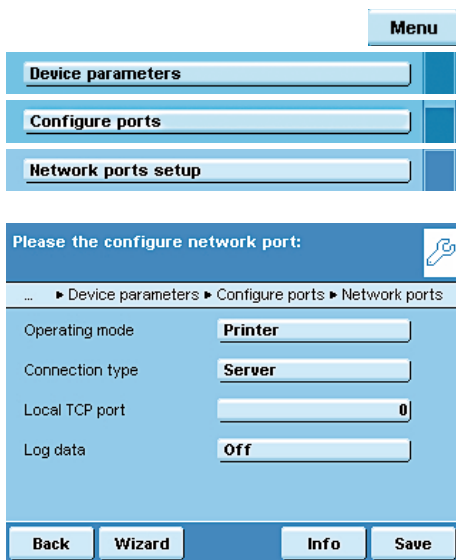 Menu
Device parameters
Configure ports
Network ports setup
Please the configure network port:
... ▶ Device parameters ▶ Configure ports ▶ Network ports
Operating mode Printer
Connection type Server
Local TCP port 0
Log data Off
Back Wizard Info Save